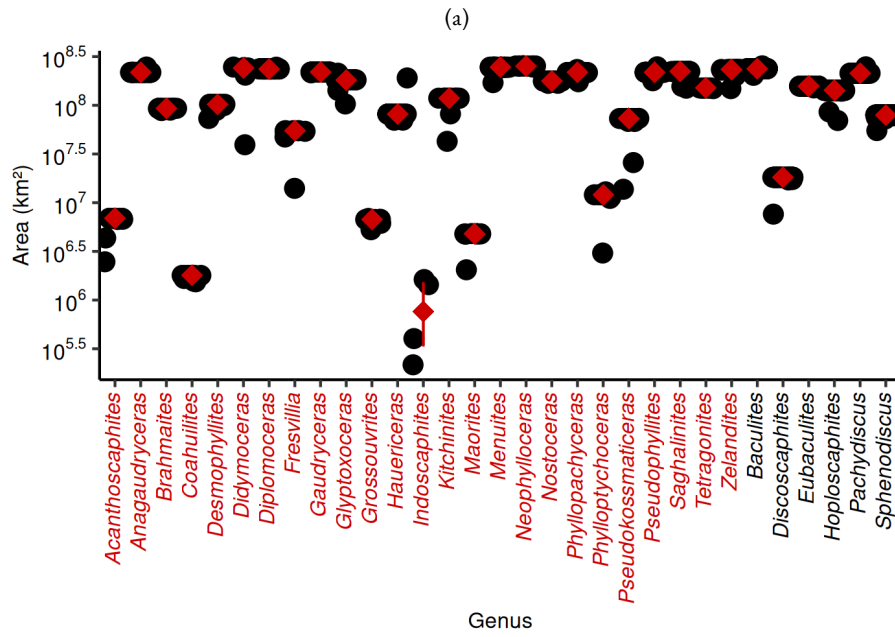 (a)
Area (km²)
10^8.5
10^8
10^7.5
10^7
10^6.5
10^6
10^5.5
Acanthoscaphites
Anagaudryceras
Brahmaites
Coahuilites
Desmophyllites
Didymoceras
Diplomoceras
Fresvillia
Gaudryceras
Glyptoxoceras
Grossouvrites
Hauericeras
Indoscaphites
Kitchinites
Maorites
Menuites
Neophylloceras
Nostoceras
Phyllopachyceras
Phylloptychoceras
Pseudokossmaticeras
Pseudophyllites
Saghalinites
Tetragonites
Zelandites
Baculites
Discoscaphites
Eubaculites
Hoploscaphites
Pachydiscus
Sphenodiscus
Genus